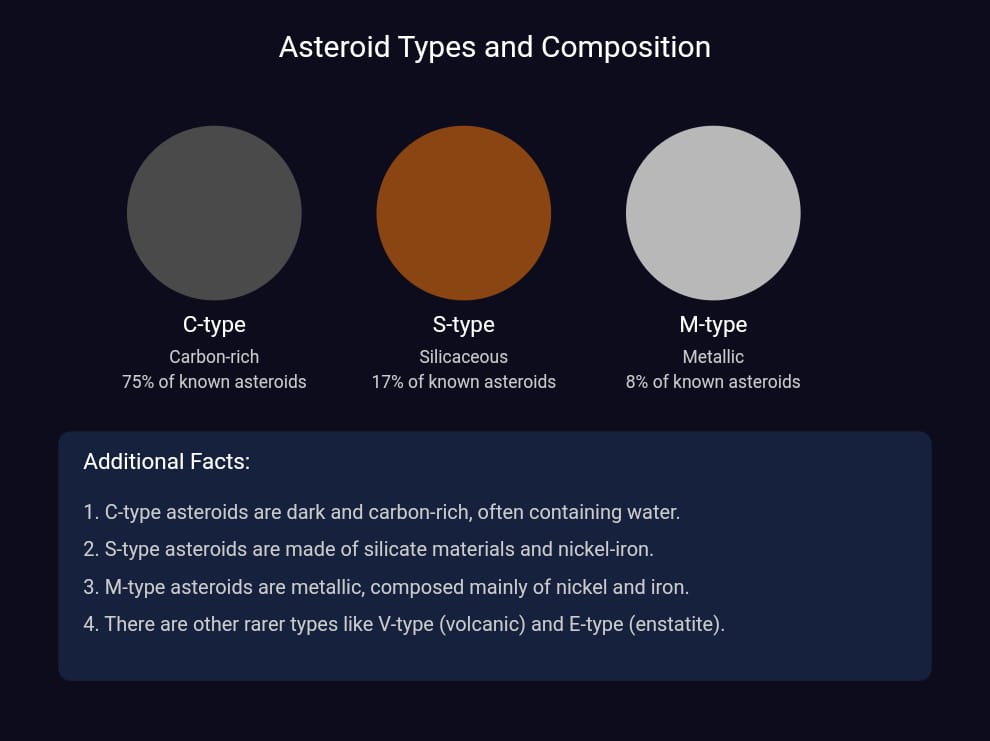 Asteroid Types and Composition
C-type
Carbon-rich
75% of known asteroids
S-type
Silicaceous
17% of known asteroids
M-type
Metallic
8% of known asteroids
Additional Facts:
1. C-type asteroids are dark and carbon-rich, often containing water.
2. S-type asteroids are made of silicate materials and nickel-iron.
3. M-type asteroids are metallic, composed mainly of nickel and iron.
4. There are other rarer types like V-type (volcanic) and E-type (enstatite).